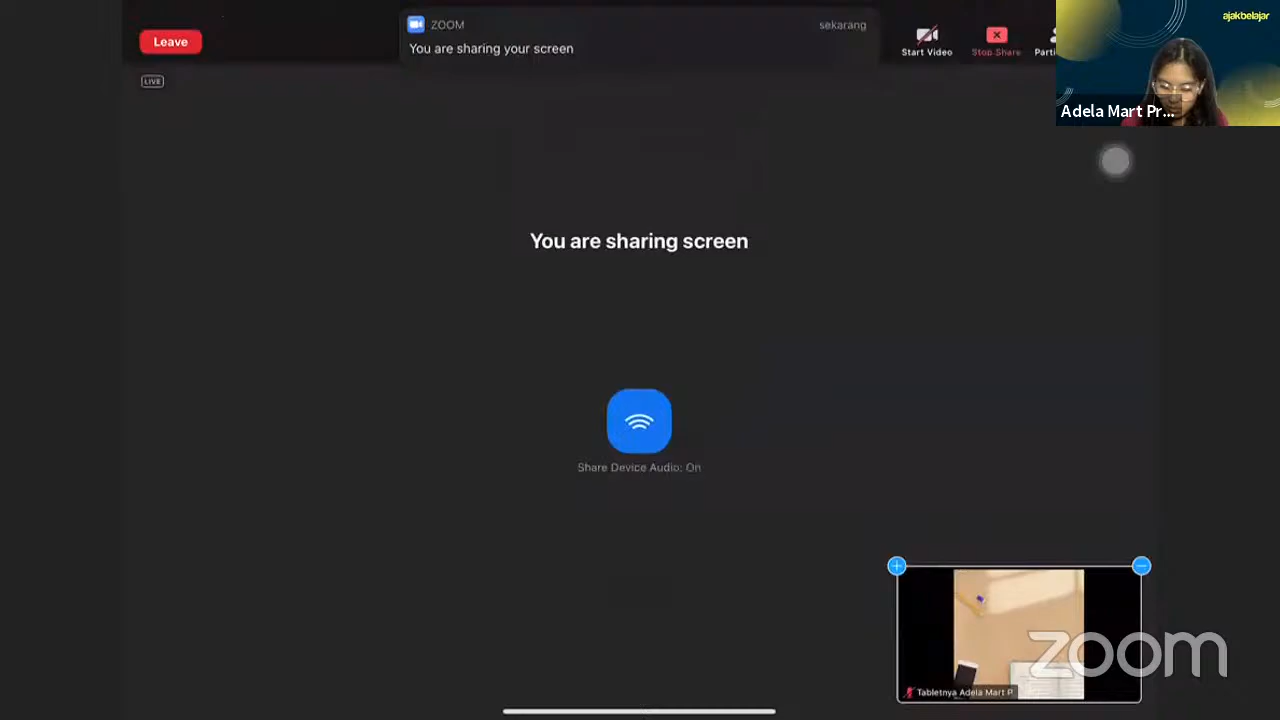 Leave
ZOOM
sekarang
You are sharing your screen
Start Video
Stop Share
Parti
ajakbelajar
Adela Mart Pr...
LIVE
You are sharing screen
Share Device Audio: On
Tabletnya Adela Mart P
zoom